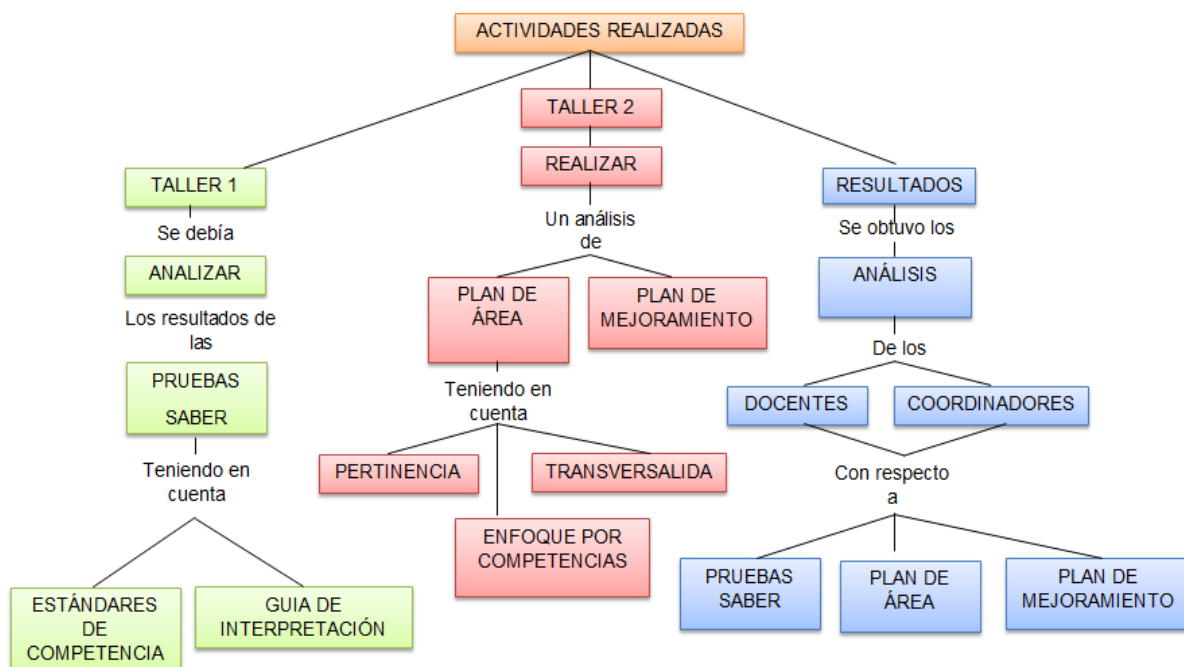 ACTIVIDADES REALIZADAS
TALLER 1
Se debía
ANALIZAR
Los resultados de
las
PRUEBAS
SABER
Teniendo en
cuenta
ESTÁNDARES
DE
COMPETENCIA
GUIA DE
INTERPRETACIÓN
TALLER 2
REALIZAR
Un análisis
de
PLAN DE
ÁREA
PLAN DE
MEJORAMIENTO
Teniendo en
cuenta
PERTINENCIA
TRANSVERSALIDA
ENFOQUE POR
COMPETENCIAS
RESULTADOS
Se obtuvo los
ANÁLISIS
De los
DOCENTES
COORDINADORES
Con respecto
a
PRUEBAS
SABER
PLAN DE
ÁREA
PLAN DE
MEJORAMIENTO